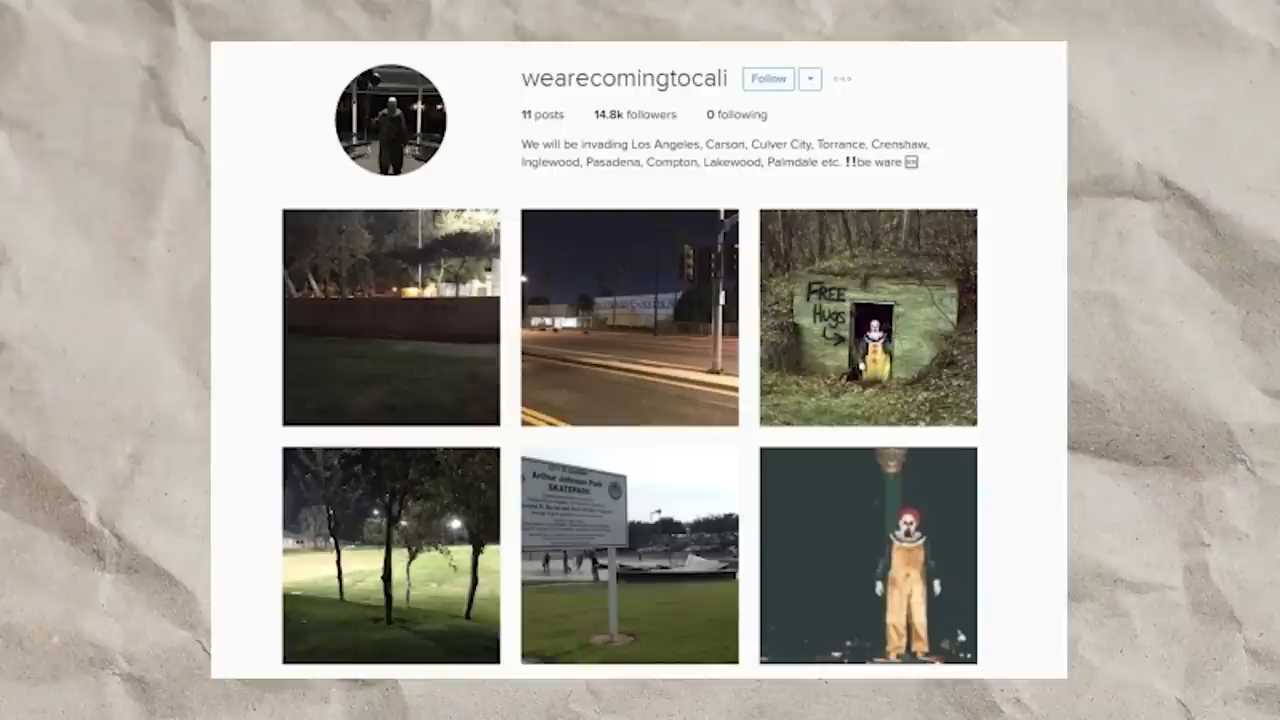 wearecomingtocali Follow
11 posts 14.8k followers 0 following
We will be invading Los Angeles, Carson, Culver City, Torrance, Crenshaw,
Inglewood, Pasadena, Compton, Lakewood, Palmdale etc. ‼️be ware
FREE
Hugs
Arthur Johnson Park
SKATEPARK